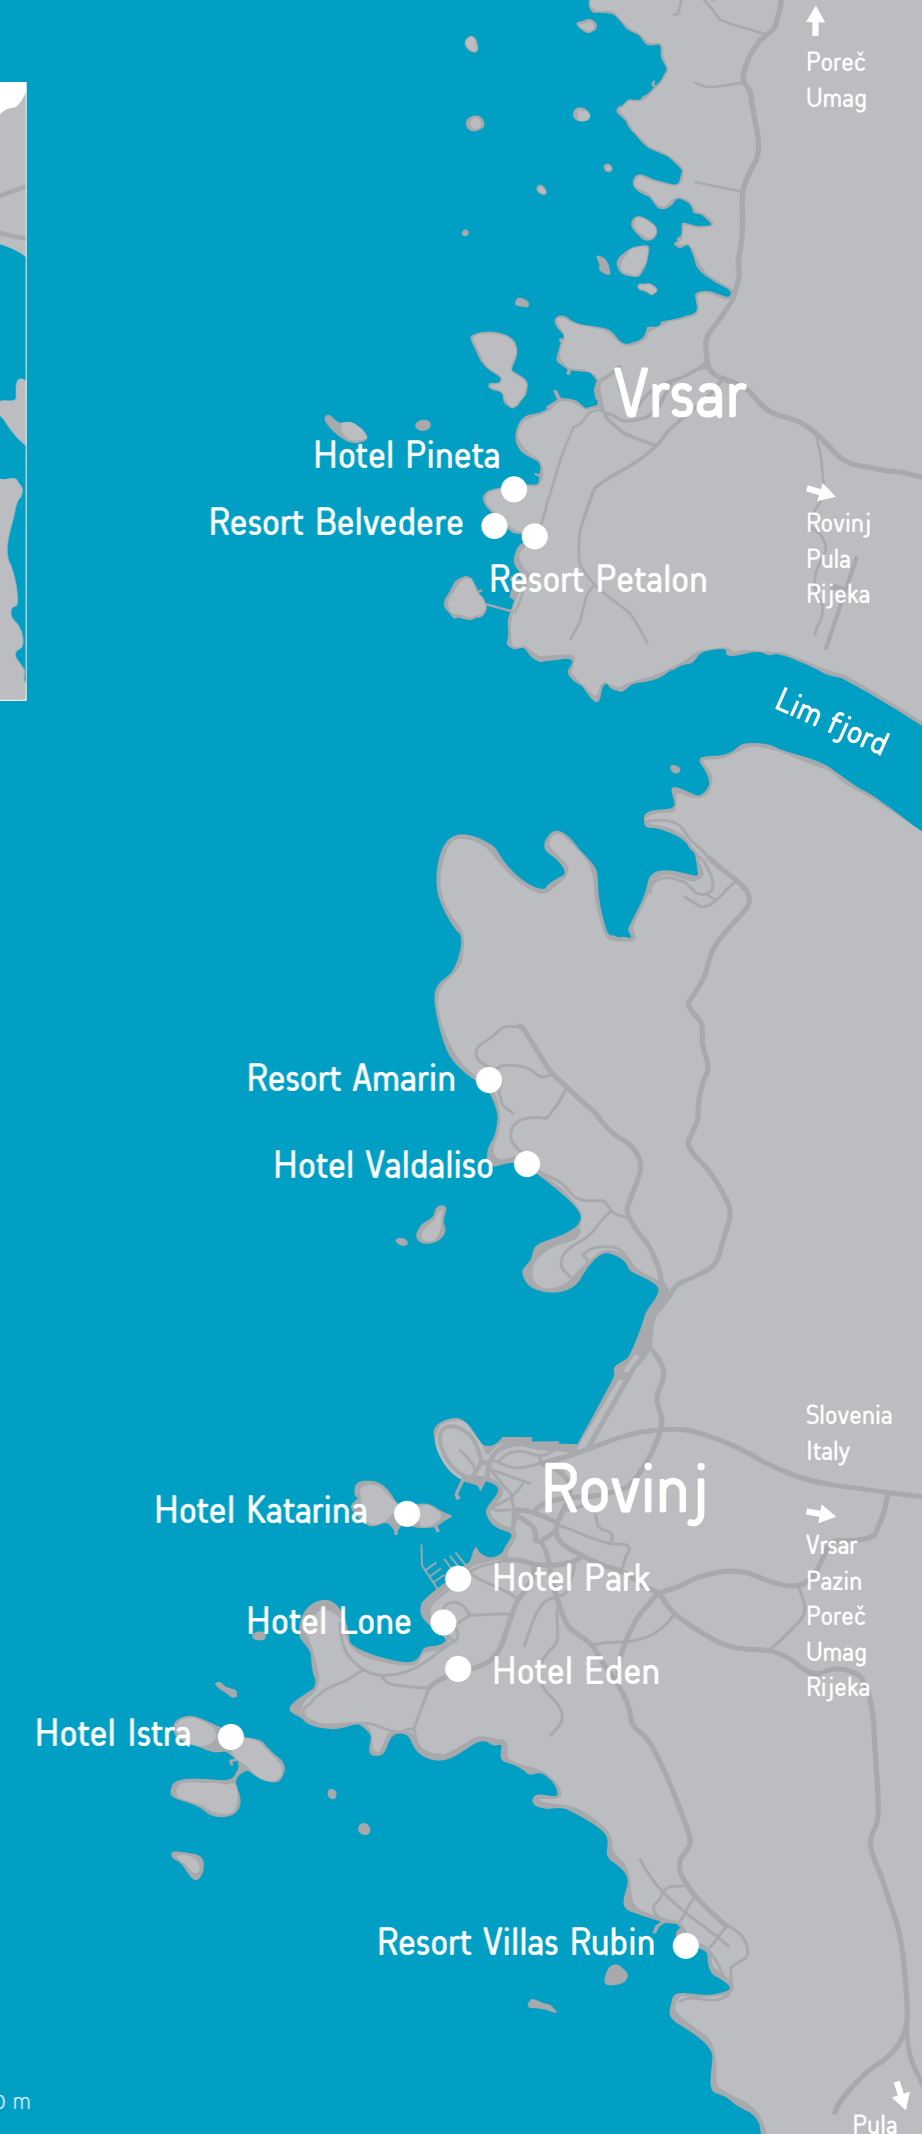 Poreč
Umag
Vrsar
Hotel Pineta
Resort Belvedere
Resort Petalon
Rovinj
Pula
Rijeka
Lim fjord
Resort Amarin
Hotel Valdaliso
Slovenia
Italy
Rovinj
Hotel Katarina
Vrsar
Pazin
Poreč
Umag
Rijeka
Hotel Park
Hotel Lone
Hotel Eden
Hotel Istra
Resort Villas Rubin
m
Pula